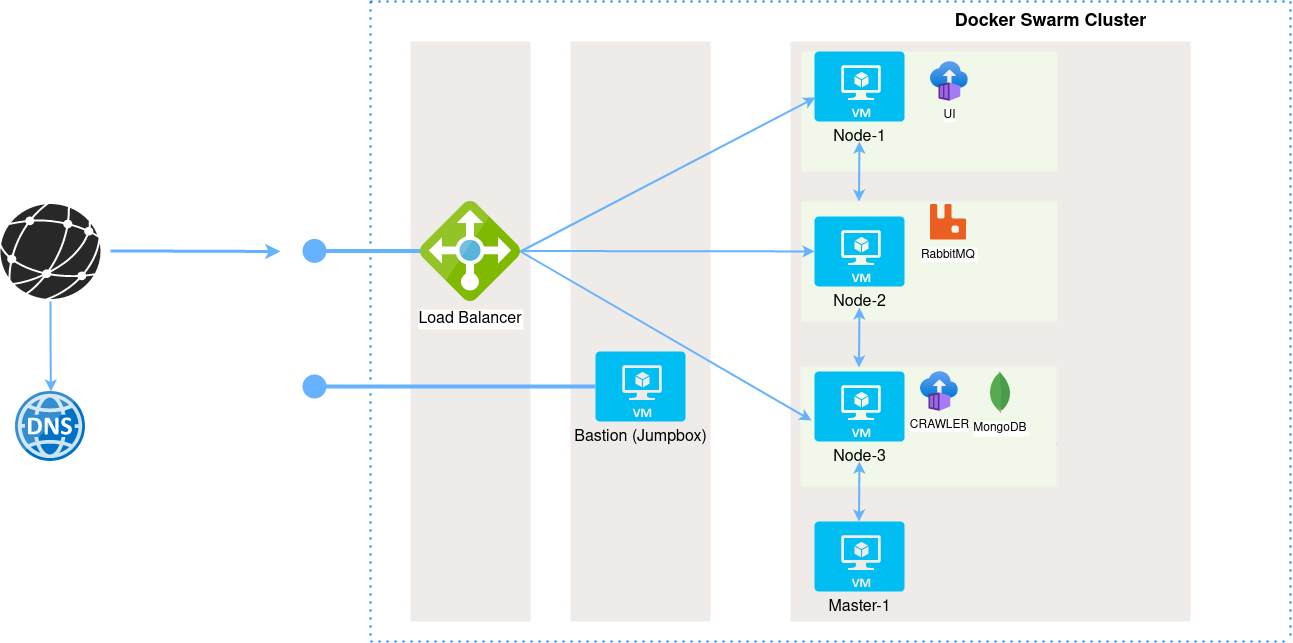 Docker Swarm Cluster
VM
Node-1
UI
VM
Node-2
RabbitMQ
Load Balancer
VM
Bastion (Jumpbox)
VM
Node-3
CRAWLER
MongoDB
DNS
VM
Master-1